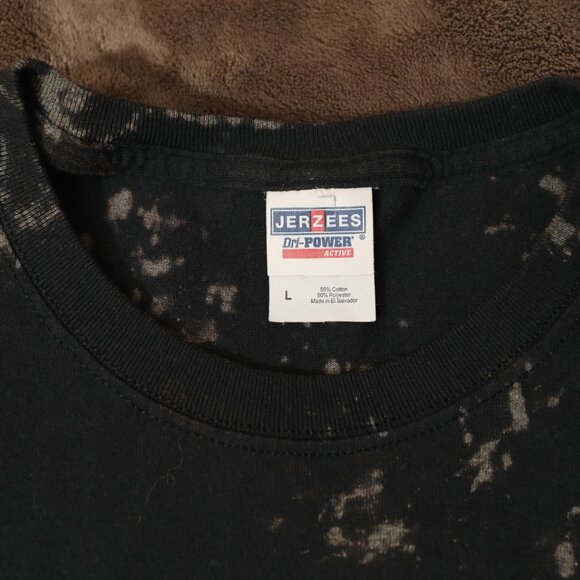 JERZEES
Dri-POWER®
ACTIVE
L
50% Cotton
50% Polyester
Made in El Salvador